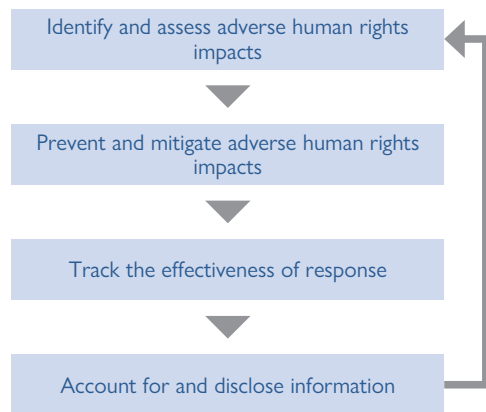 Identify and assess adverse human rights
impacts
Prevent and mitigate adverse human rights
impacts
Track the effectiveness of response
Account for and disclose information